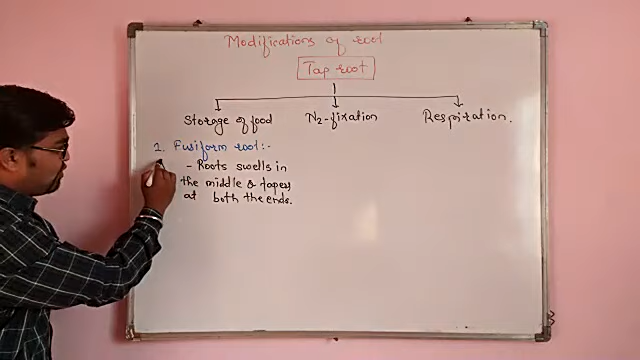 Modifications of root
Tap root
Storage of food N2-fixation Respiration.
2. Fusiform root:-
- Roots swells in
the middle & tapers
at both the ends.